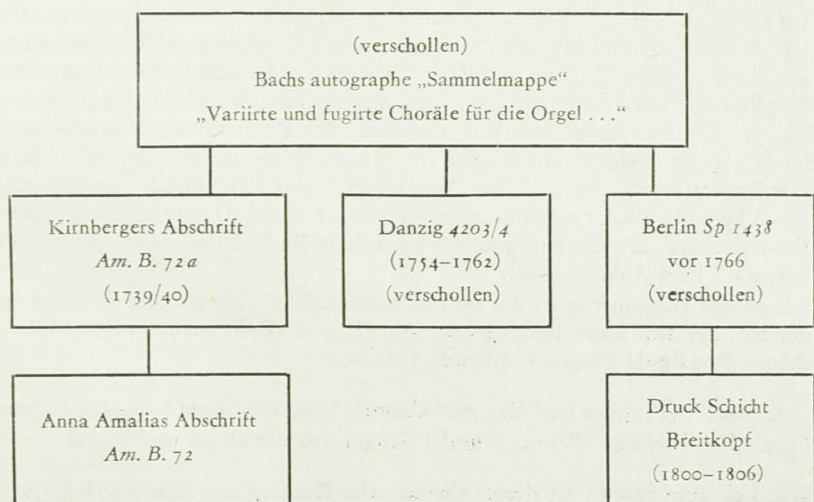 (verschollen)
Bachs autographe „Sammelmappe“
„Variirte und fugirte Choräle für die Orgel . . .“
Kirnbergers Abschrift
Am. B. 72a
(1739/40)
Danzig 4203/4
(1754–1762)
(verschollen)
Berlin Sp 1438
vor 1766
(verschollen)
Anna Amalias Abschrift
Am. B. 72
Druck Schicht
Breitkopf
(1800–1806)